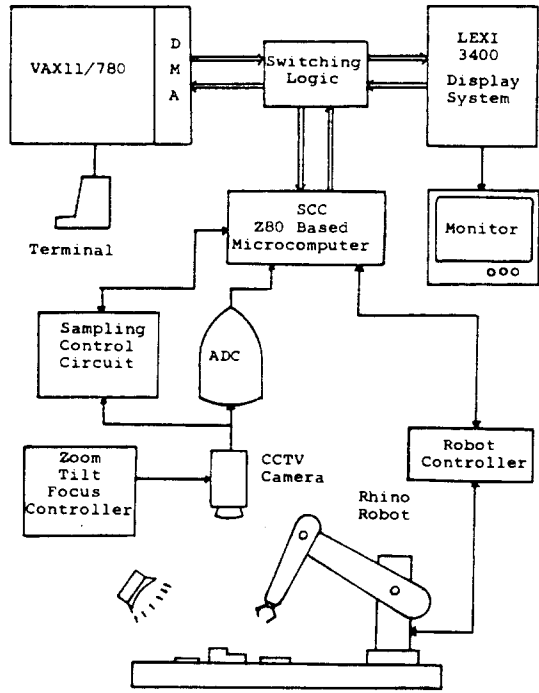 VAX11/780
D
M
A
Switching
Logic
LEXI
3400
Display
System
Terminal
SCC
Z80 Based
Microcomputer
Monitor
Sampling
Control
Circuit
ADC
Zoom
Tilt
Focus
Controller
CCTV
Camera
Robot
Controller
Rhino
Robot